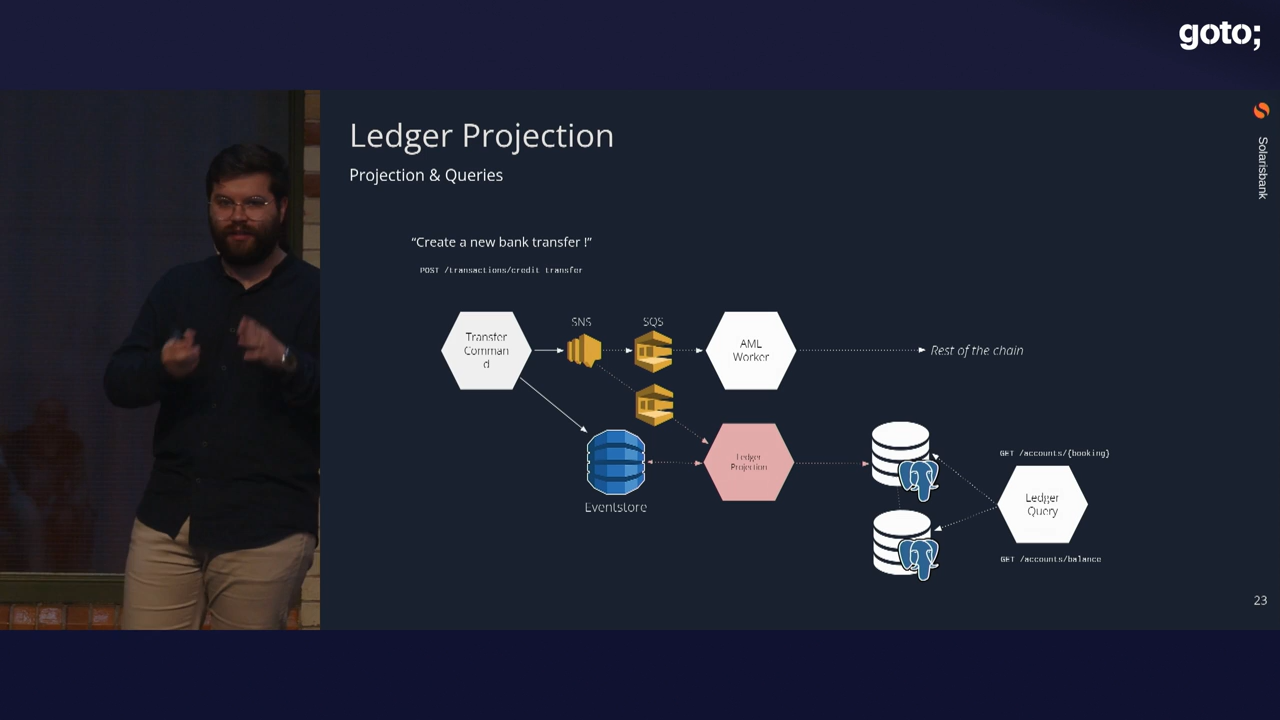 goto;
Ledger Projection
Solarisbank
Projection & Queries
“Create a new bank transfer !”
POST /transactions/credit transfer
SNS
SQS
Transfer
Comman
d
AML
Worker
Rest of the chain
Ledger
Projection
GET /accounts/{booking}
Ledger
Query
Eventstore
GET /accounts/balance
23